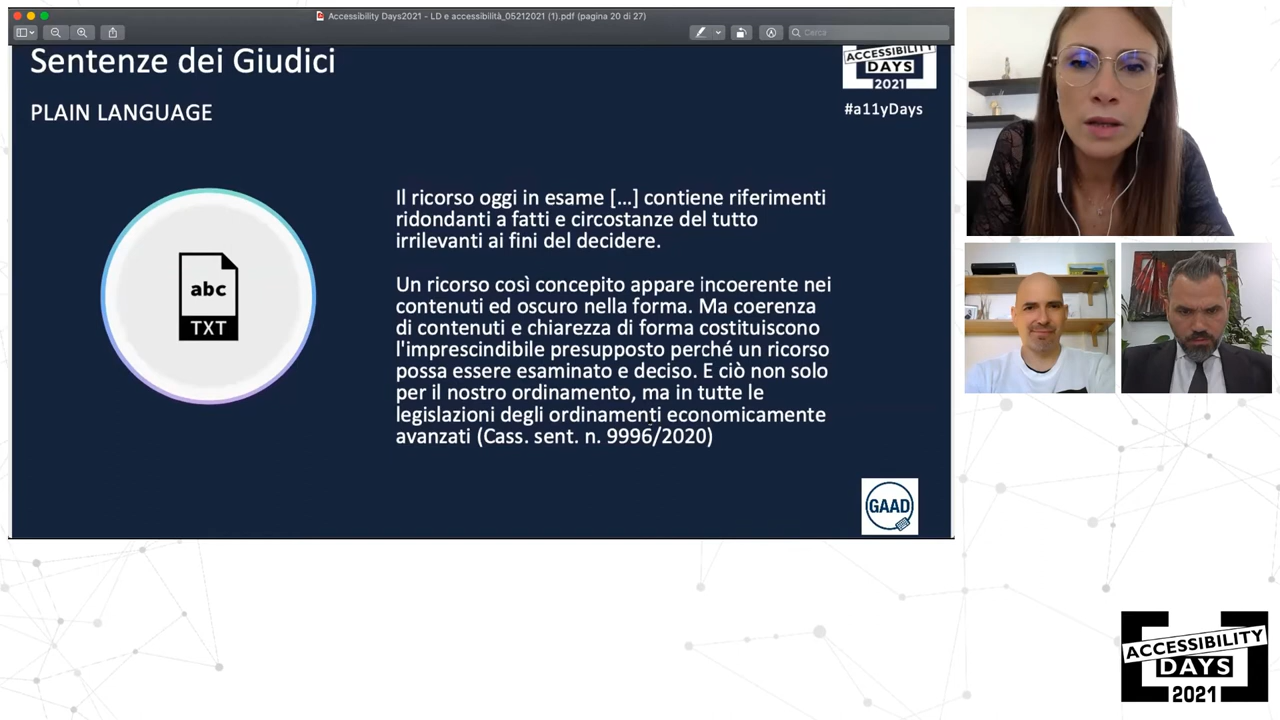 Accessibility Days2021 - LD e accessibilità_05212021 (1).pdf (pagina 20 di 27)
Cerca
Sentenze dei Giudici
PLAIN LANGUAGE
ACCESSIBILITY
DAYS
2021
#a11yDays
abc
TXT
Il ricorso oggi in esame [...] contiene riferimenti
ridondanti a fatti e circostanze del tutto
irrilevanti ai fini del decidere.
Un ricorso così concepito appare incoerente nei
contenuti ed oscuro nella forma. Ma coerenza
di contenuti e chiarezza di forma costituiscono
l'imprescindibile presupposto perché un ricorso
possa essere esaminato e deciso. E ciò non solo
per il nostro ordinamento, ma in tutte le
legislazioni degli ordinamenti economicamente
avanzati (Cass. sent. n. 9996/2020)
GAAD
ACCESSIBILITY
DAYS
2021